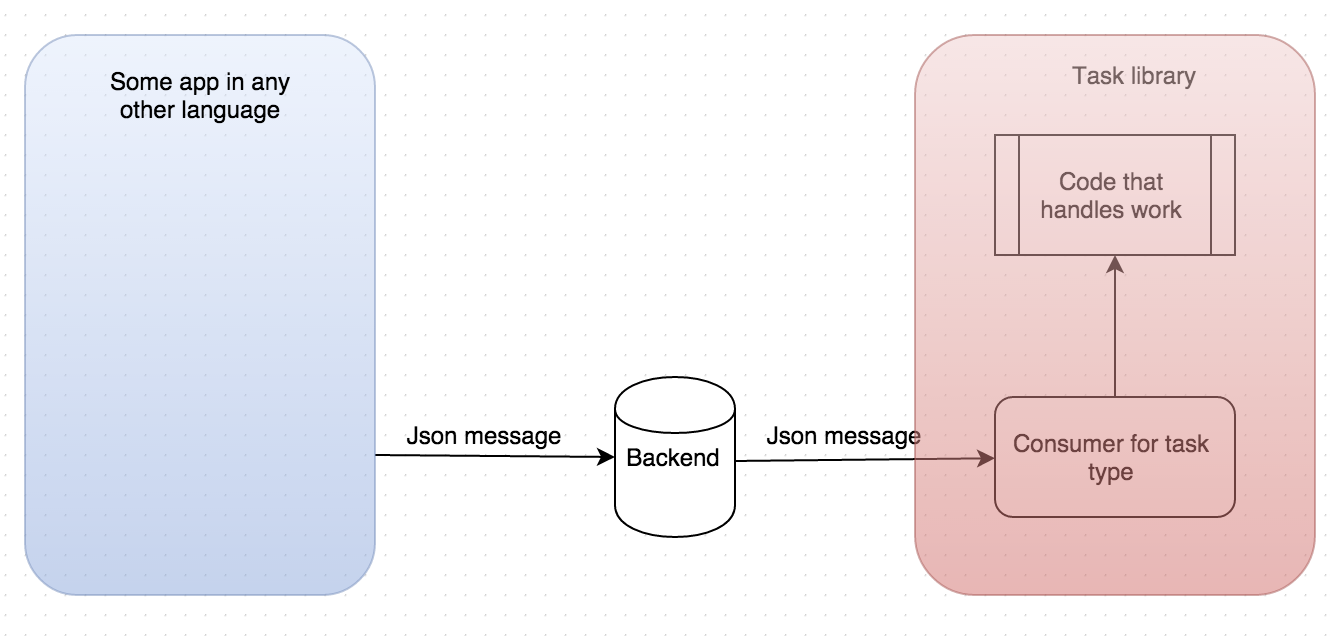 Some app in any
other language
Task library
Code that
handles work
Json message
Backend
Json message
Consumer for task
type